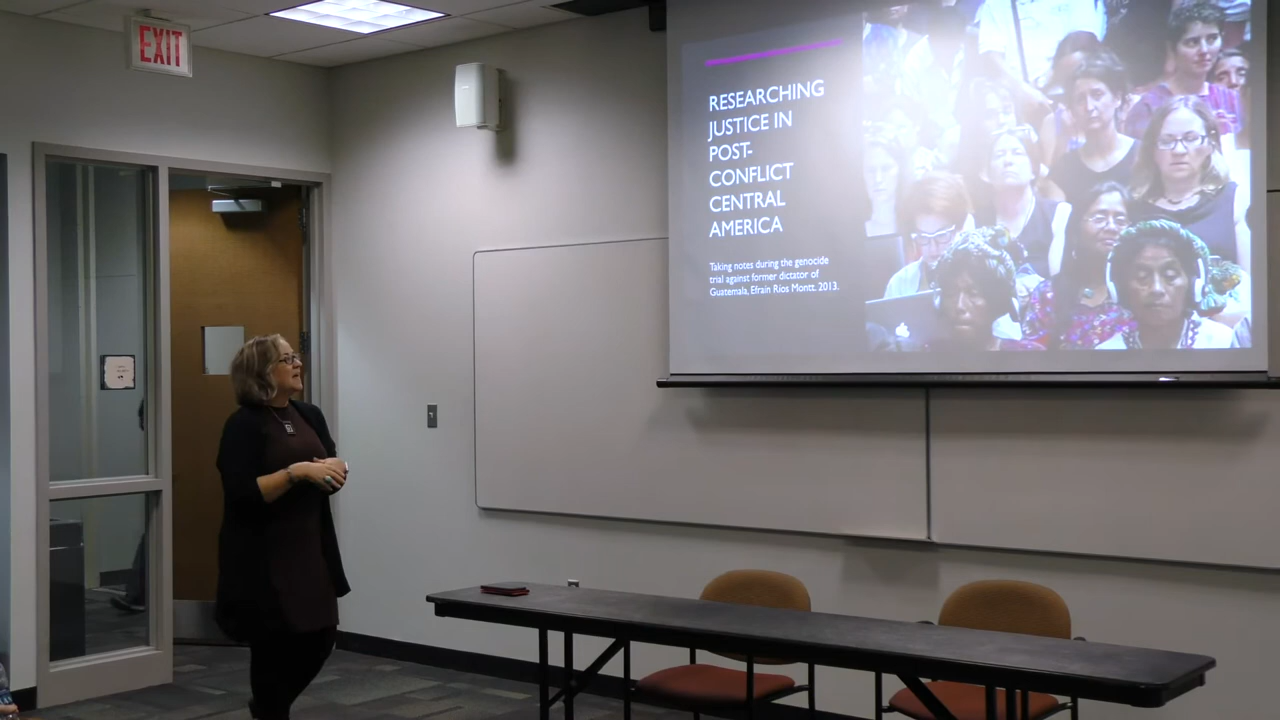 EXIT
RESEARCHING
JUSTICE IN
POST-
CONFLICT
CENTRAL
AMERICA
Taking notes during the genocide
trial against former dictator of
Guatemala, Efrain Rios Montt. 2013.